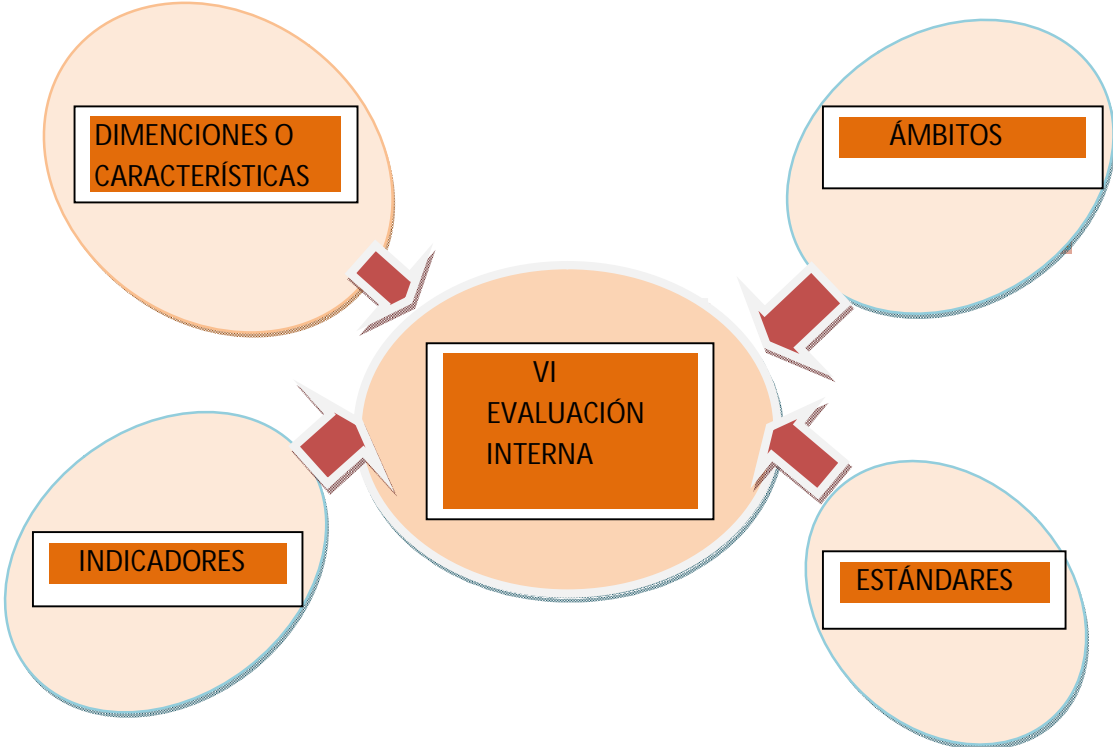 DIMENCIONES O
CARACTERÍSTICAS
ÁMBITOS
VI
EVALUACIÓN
INTERNA
INDICADORES
ESTÁNDARES